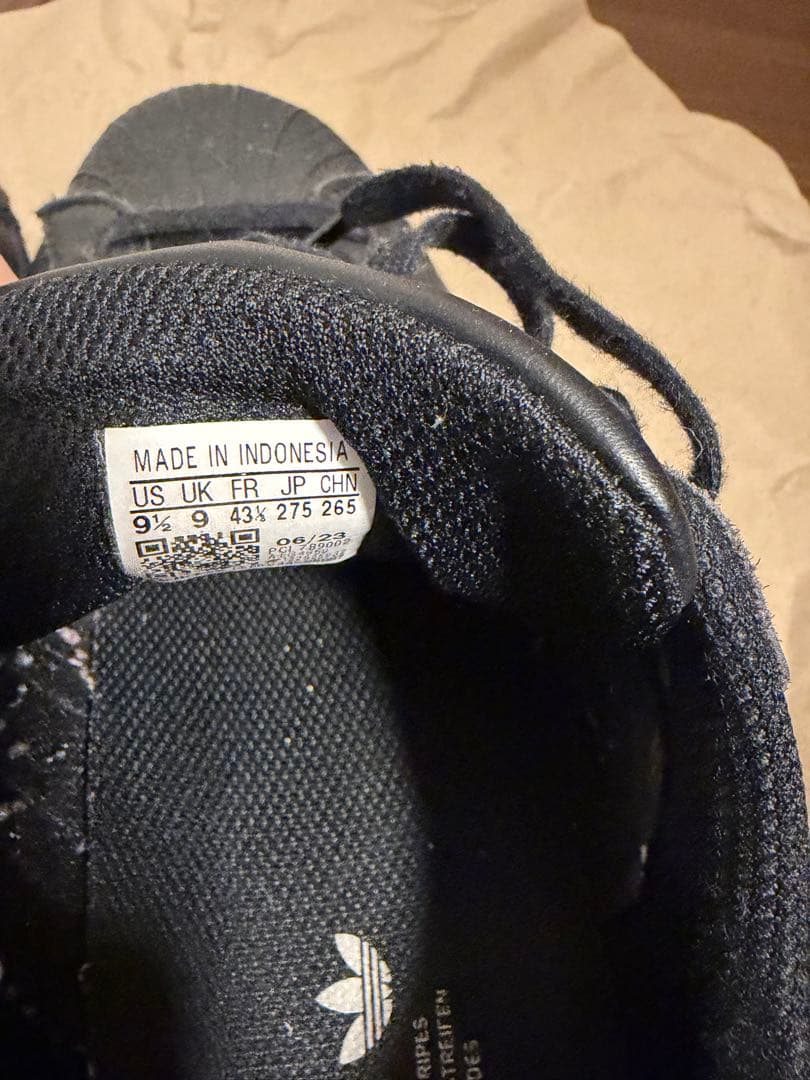 MADE IN INDONESIA
US UK FR JP CHN
9½ 9 43⅓ 275 265
06/23